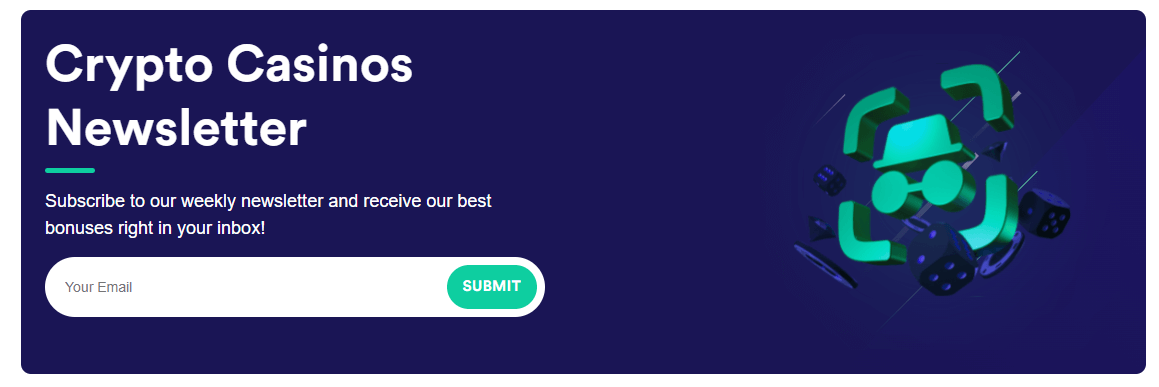 Crypto Casinos
Newsletter
Subscribe to our weekly newsletter and receive our best
bonuses right in your inbox!
Your Email
SUBMIT